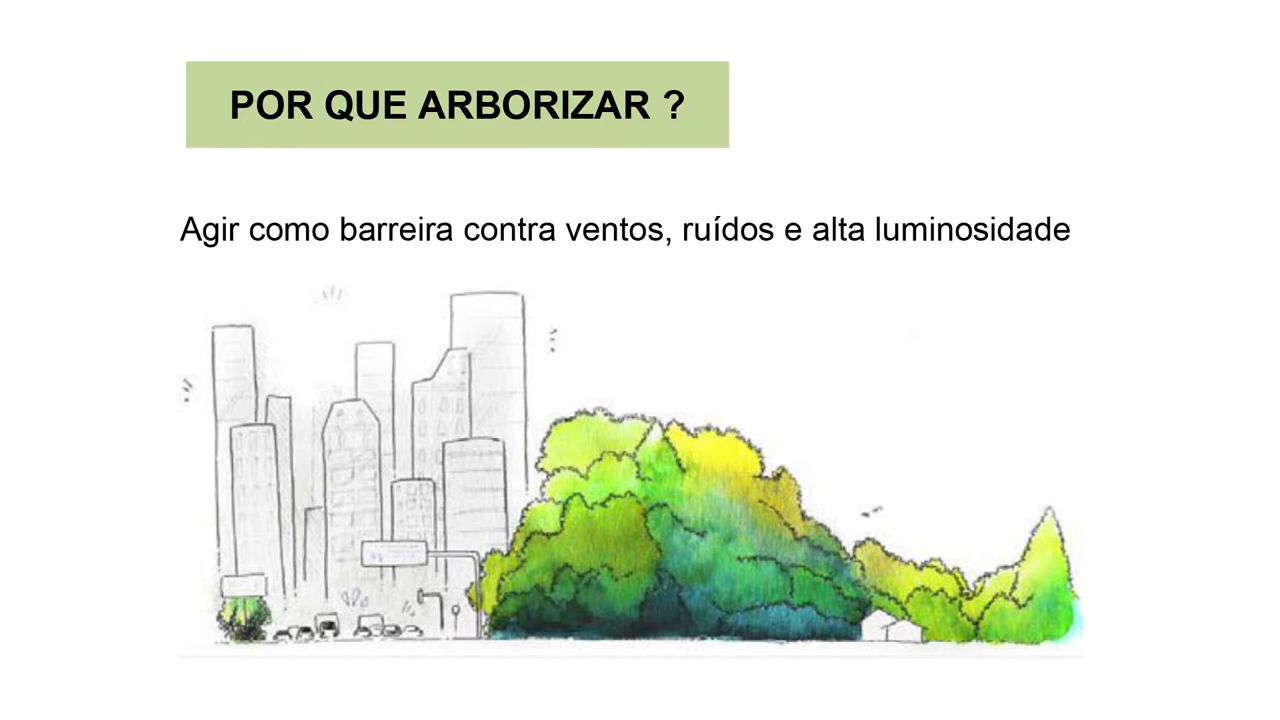 POR QUE ARBORIZAR ?
Agir como barreira contra ventos, ruídos e alta luminosidade